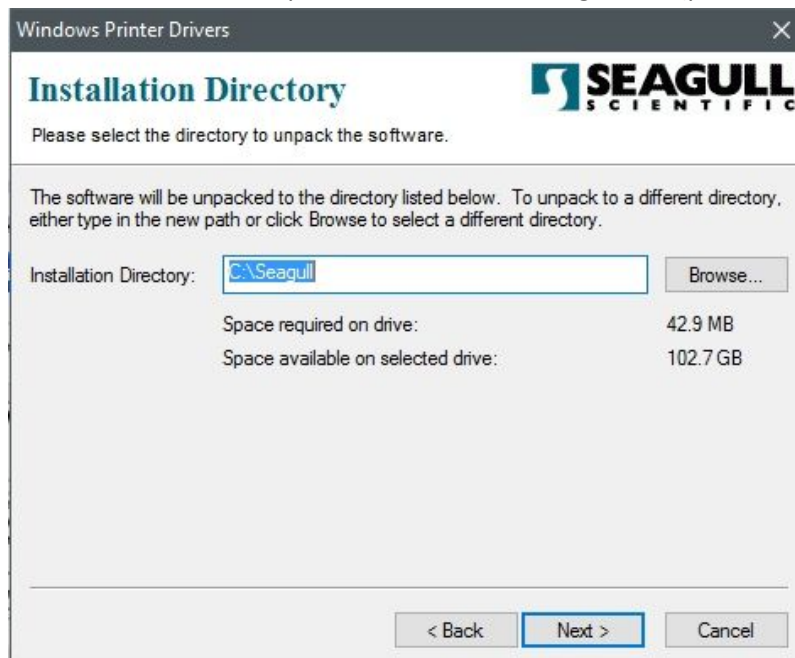 Windows Printer Drivers
Installation Directory
SEAGULL
SCIENTIFIC
Please select the directory to unpack the software.
The software will be unpacked to the directory listed below. To unpack to a different directory,
either type in the new path or click Browse to select a different directory.
Installation Directory: C:\Seagull Browse...
Space required on drive: 42.9 MB
Space available on selected drive: 102.7 GB
< Back Next > Cancel